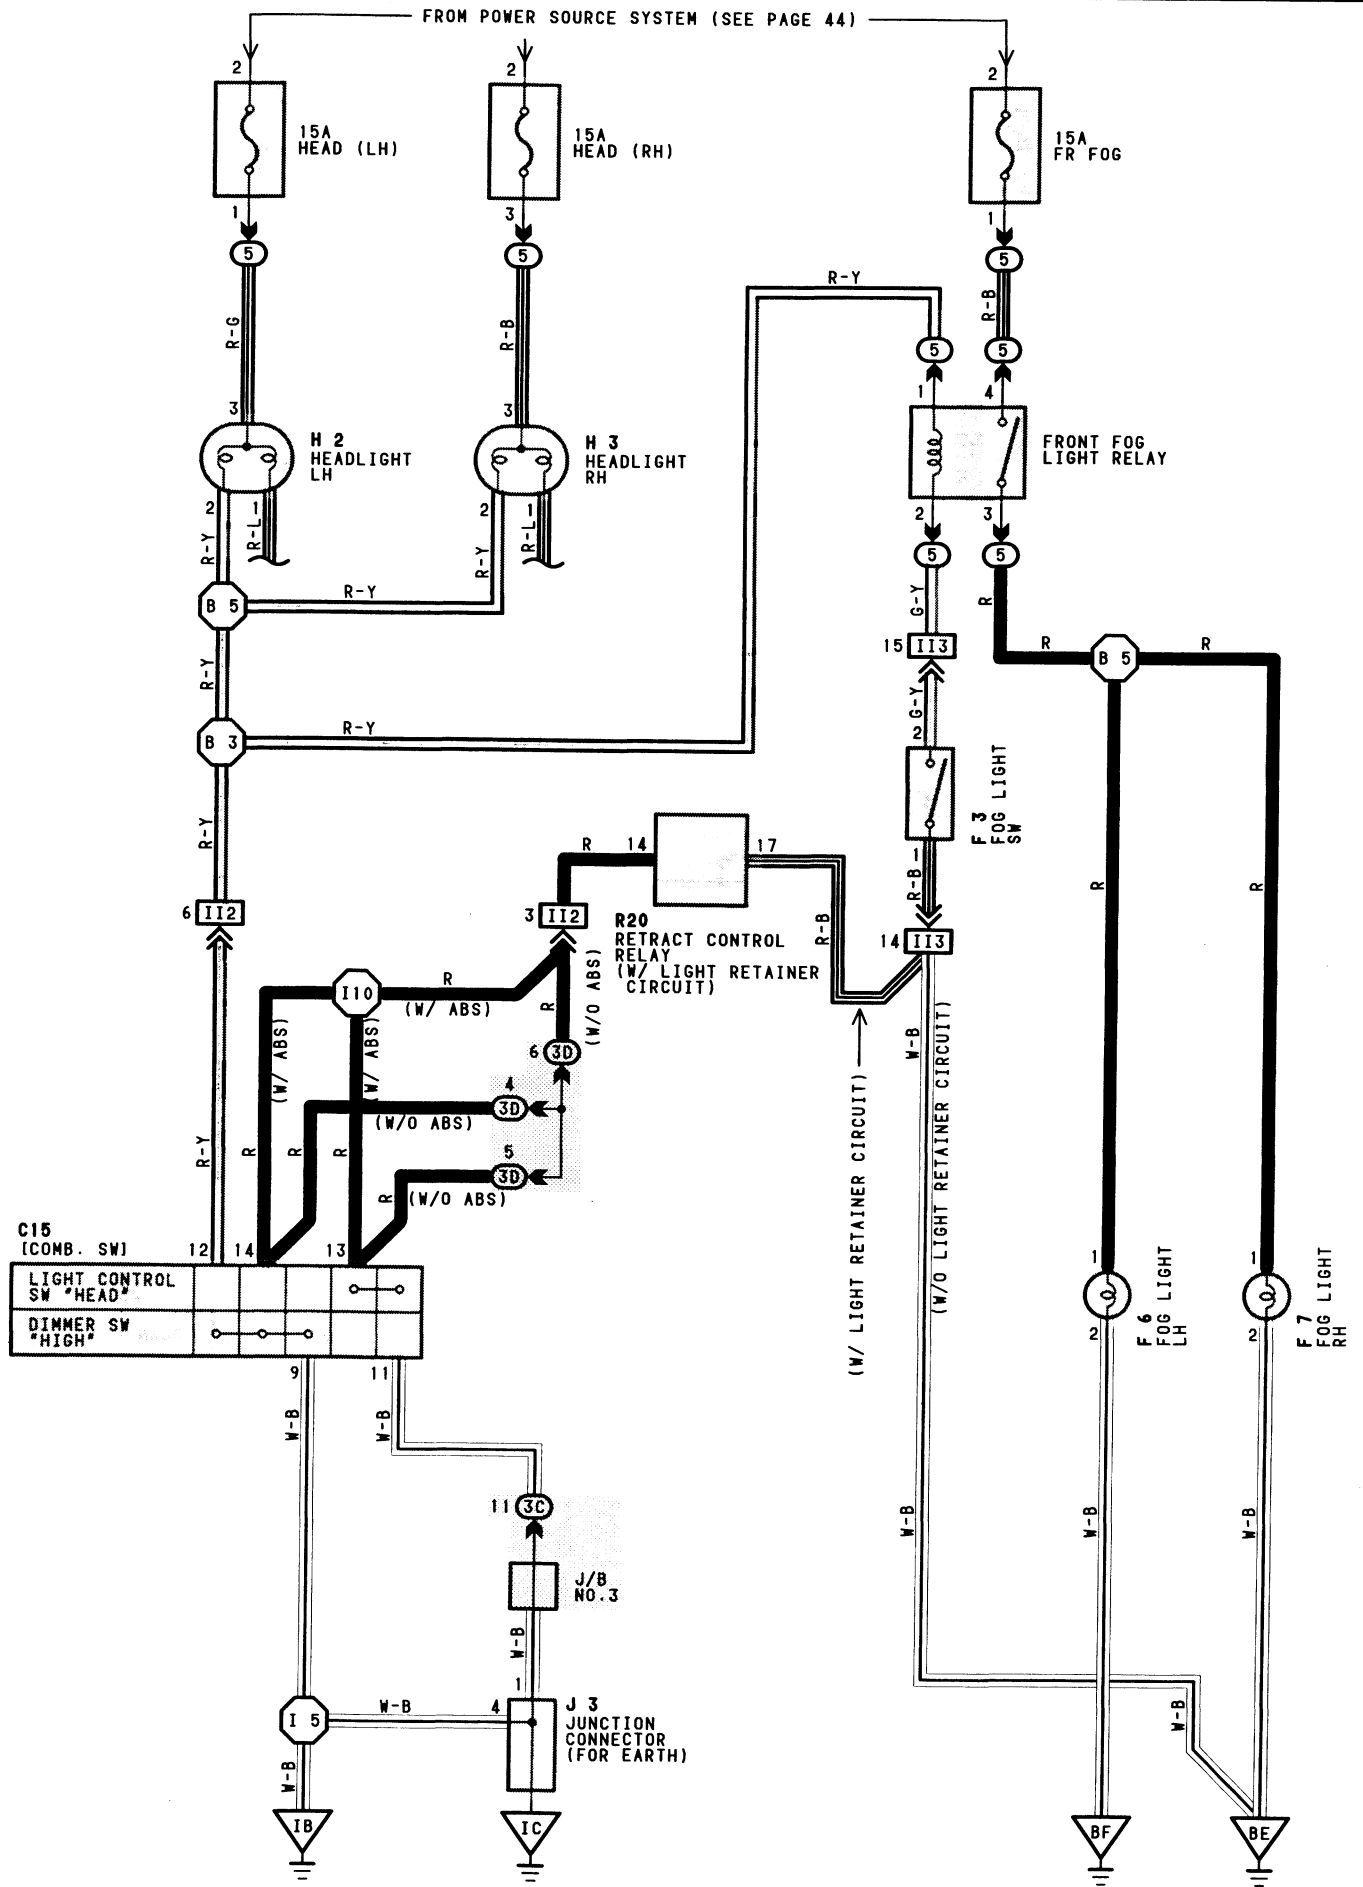 FROM POWER SOURCE SYSTEM (SEE PAGE 44)
2
2
2
15A
HEAD (LH)
15A
HEAD (RH)
15A
FR FOG
1
3
1
5
5
5
R-Y
R-G
R-B
R-B
5
5
3
3
1
4
H 2
HEADLIGHT
LH
H 3
HEADLIGHT
RH
FRONT FOG
LIGHT RELAY
2
1
2
1
2
3
R-Y
R-L
R-Y
R-L
5
5
B 5
R-Y
G-Y
R
15
II3
R
B 5
R
R-Y
G-Y
B 3
R-Y
2
R-Y
F 3
FOG LIGHT
SW
R
14
17
R-B
1
R
R
6
II2
3
II2
R20
RETRACT CONTROL
RELAY
(W/ LIGHT RETAINER
CIRCUIT)
R-B
14
II3
I10
R
(W/ ABS)
R
(W/O ABS)
(W/ ABS)
(W/ ABS)
W-B
(W/O LIGHT RETAINER CIRCUIT)
6
3D
4
3D
(W/O ABS)
(W/ LIGHT RETAINER CIRCUIT)
R-Y
R
R
R
5
3D
R
(W/O ABS)
C15
[COMB. SW]
12
14
13
1
1
LIGHT CONTROL
SW "HEAD"
DIMMER SW
"HIGH"
F 6
FOG LIGHT
LH
F 7
FOG LIGHT
RH
2
2
9
11
W-B
W-B
11
3C
W-B
W-B
W-B
J/B
NO.3
W-B
1
I 5
W-B
4
J 3
JUNCTION
CONNECTOR
(FOR EARTH)
W-B
W-B
IB
IC
BF
BE